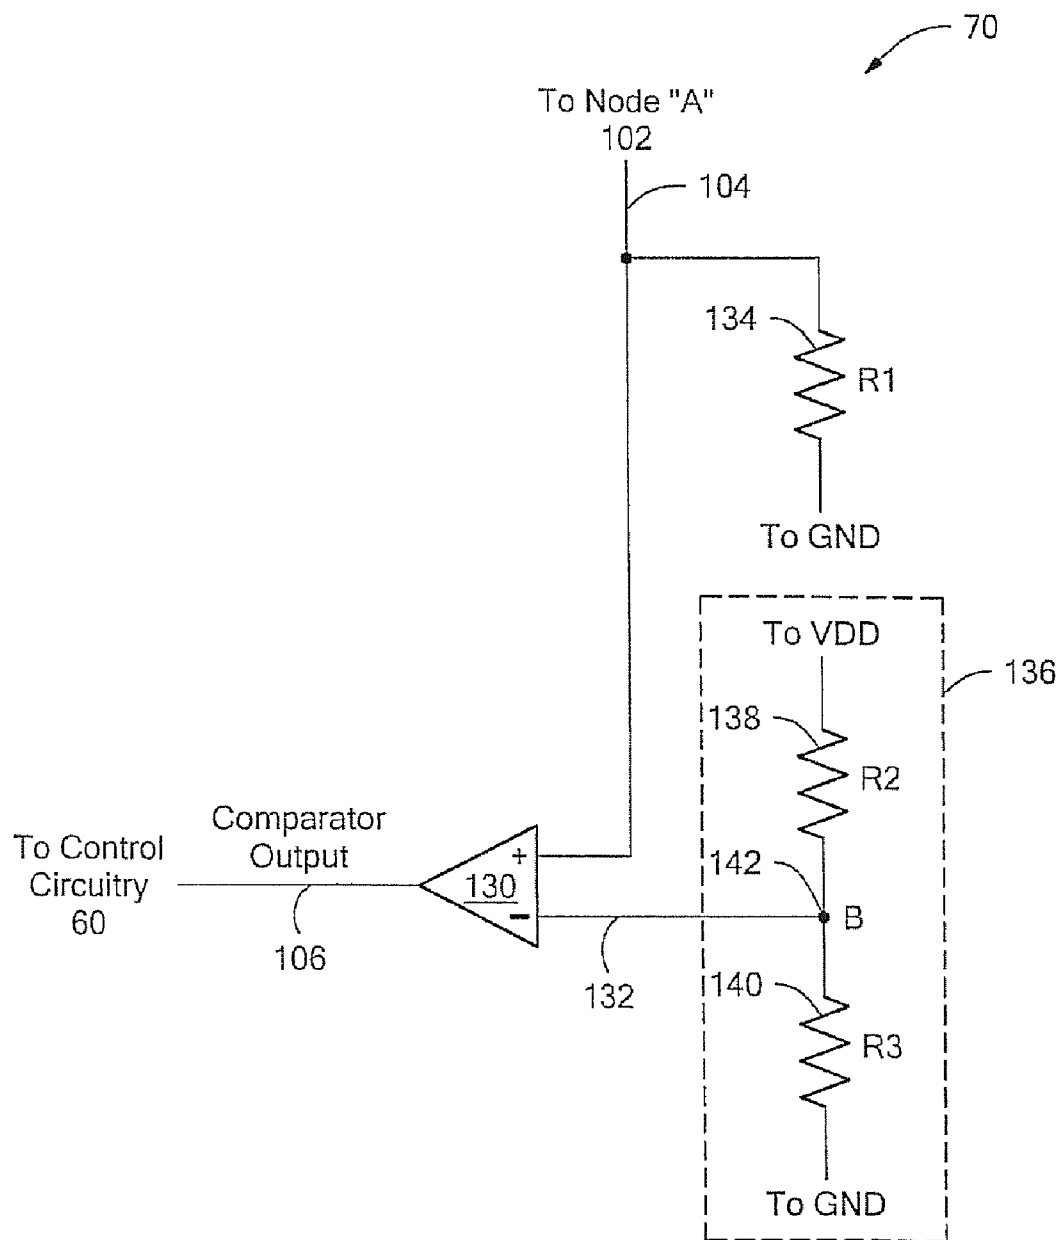 70
To Node "A"
102
104
134
R1
To GND
To VDD
136
138
R2
Comparator
Output
To Control
Circuitry
60
+
130
-
142
B
106
132
140
R3
To GND